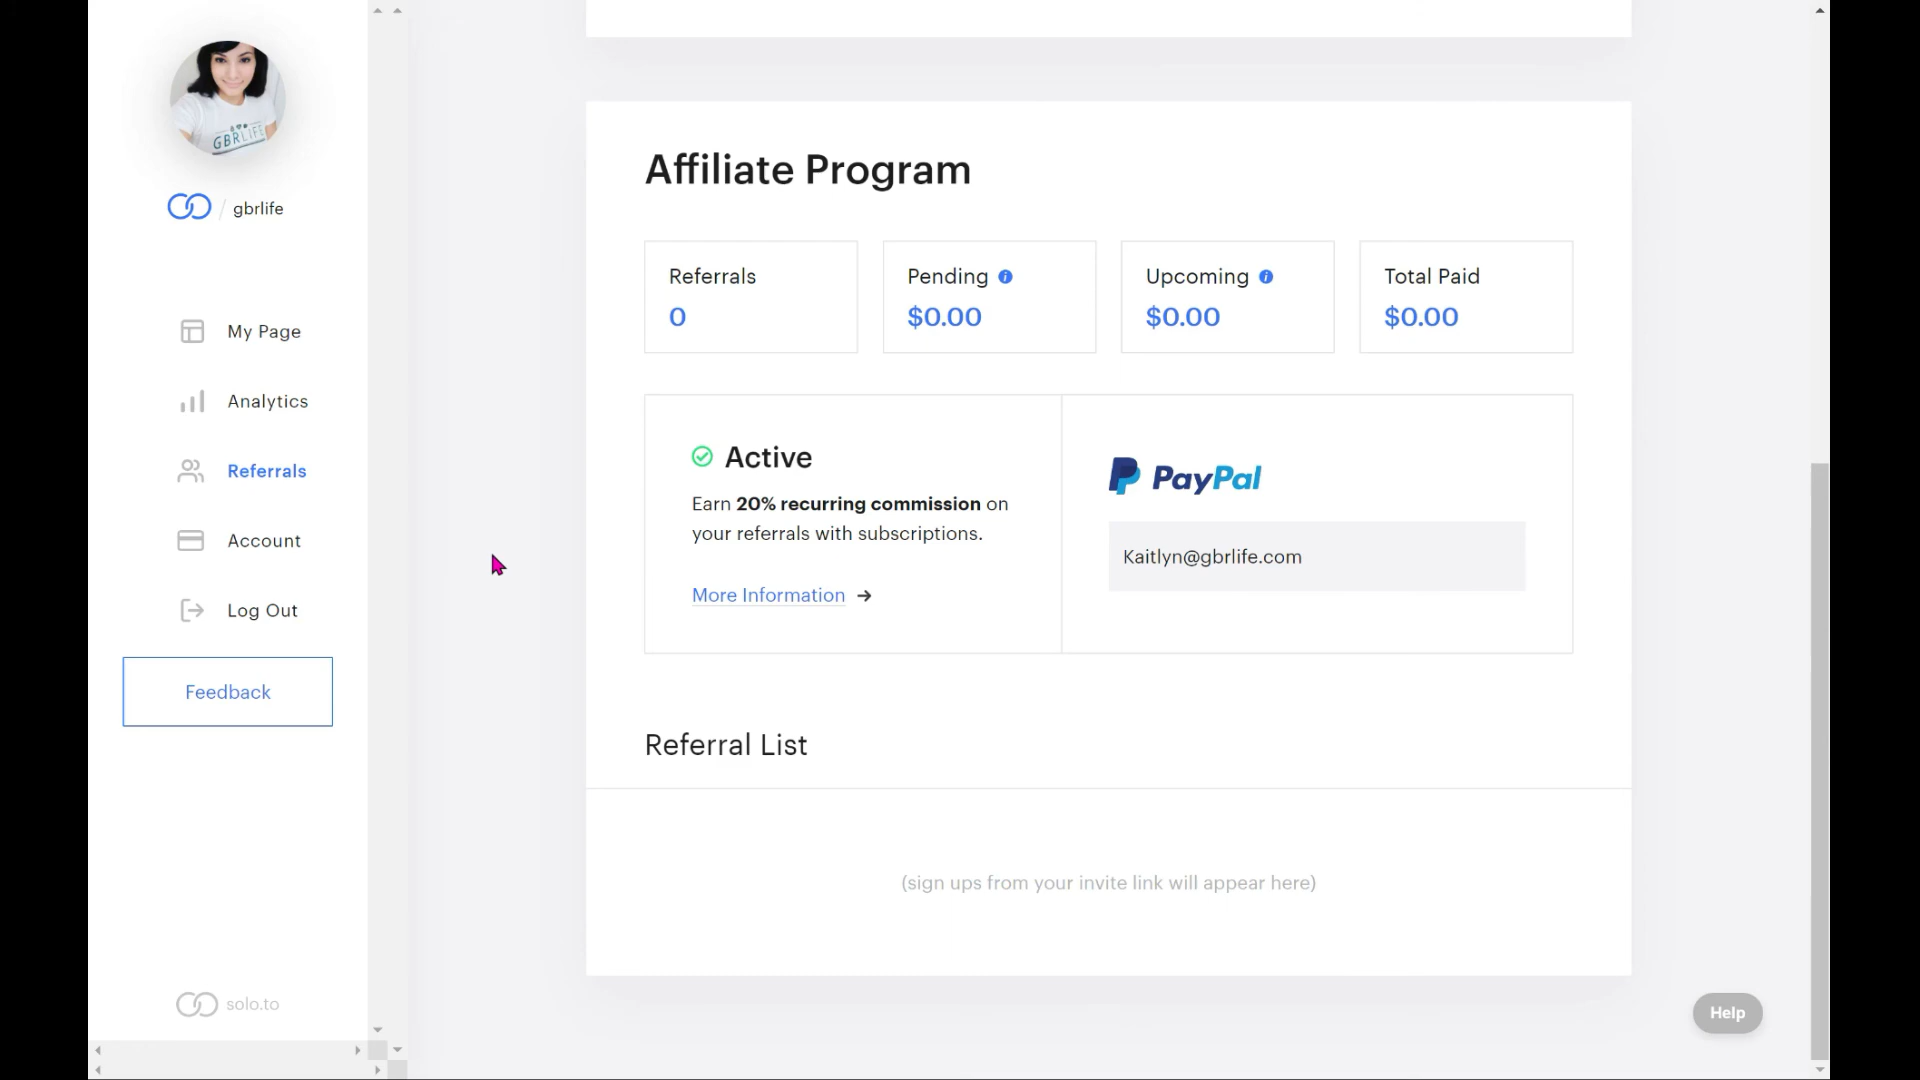 GBRLIFE
/ gbrlife
My Page
Analytics
Referrals
Account
Log Out
Feedback
solo.to
Affiliate Program
Referrals
0
Pending
$0.00
Upcoming
$0.00
Total Paid
$0.00
Active
Earn 20% recurring commission on
your referrals with subscriptions.
More Information →
PayPal
Kaitlyn@gbrlife.com
Referral List
(sign ups from your invite link will appear here)
Help